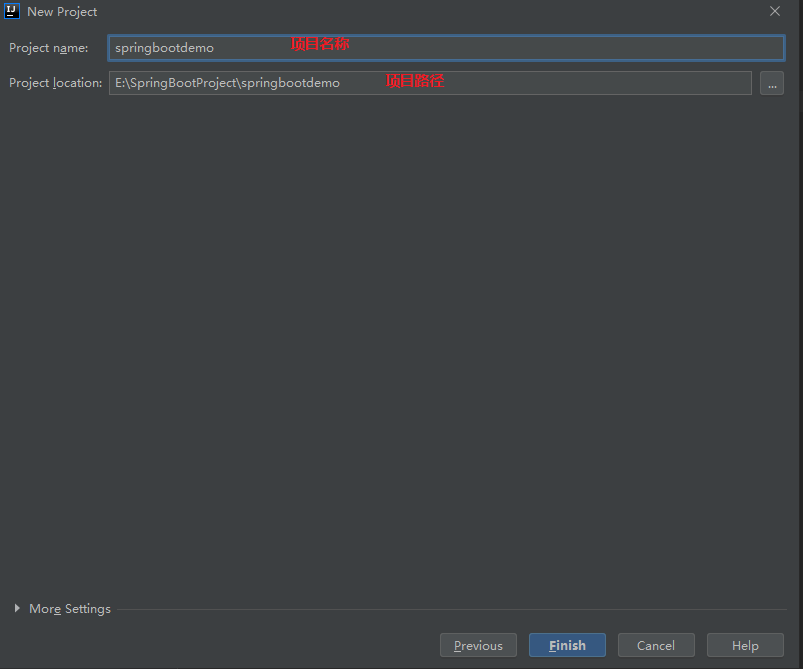 New Project
Project name: springbootdemo 项目名称
Project location: E:\SpringBootProject\springbootdemo 项目路径 ...
More Settings
Previous Finish Cancel Help